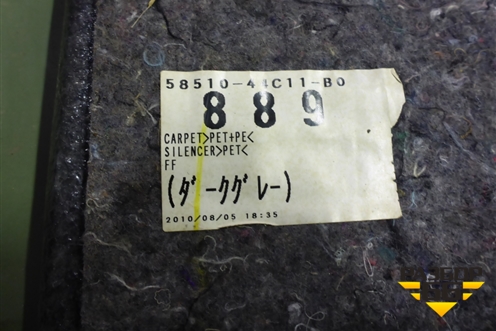 58510-44C11-B0
889
CARPET>PET+PE<
SILENCER>PET<
FF
(ダークグレー)
2010/08/05 18:35